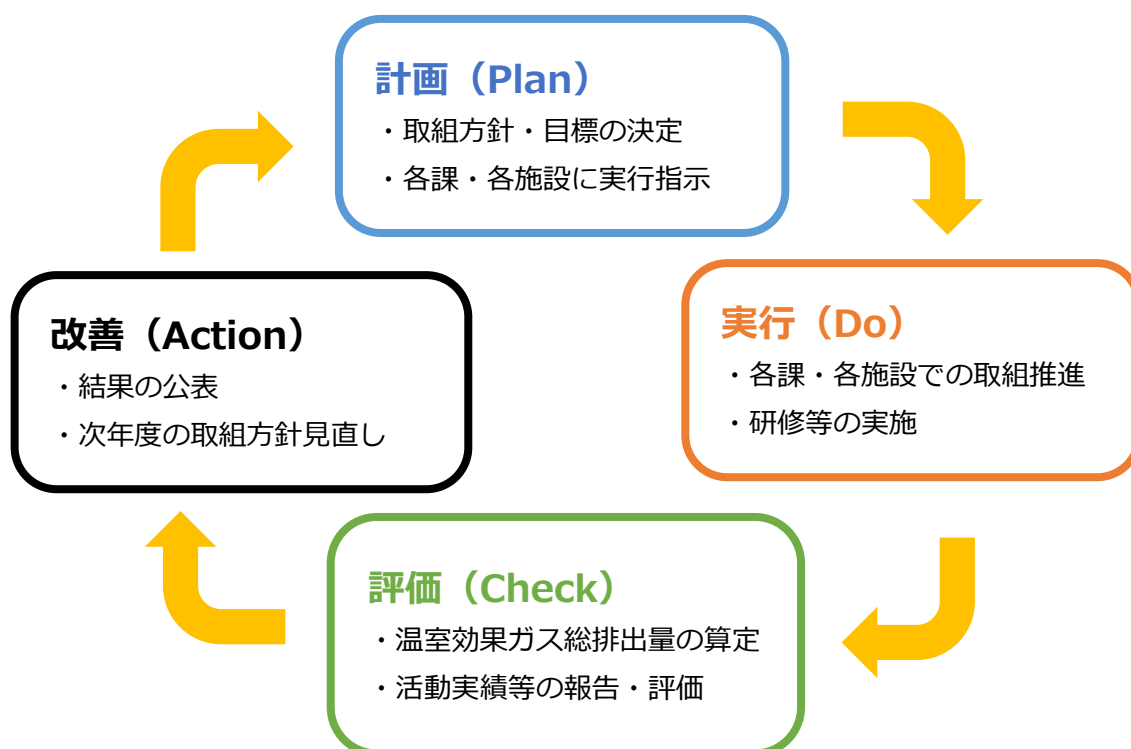 計画（Plan）
・取組方針・目標の決定
・各課・各施設に実行指示
実行（Do）
・各課・各施設での取組推進
・研修等の実施
評価（Check）
・温室効果ガス総排出量の算定
・活動実績等の報告・評価
改善（Action）
・結果の公表
・次年度の取組方針見直し